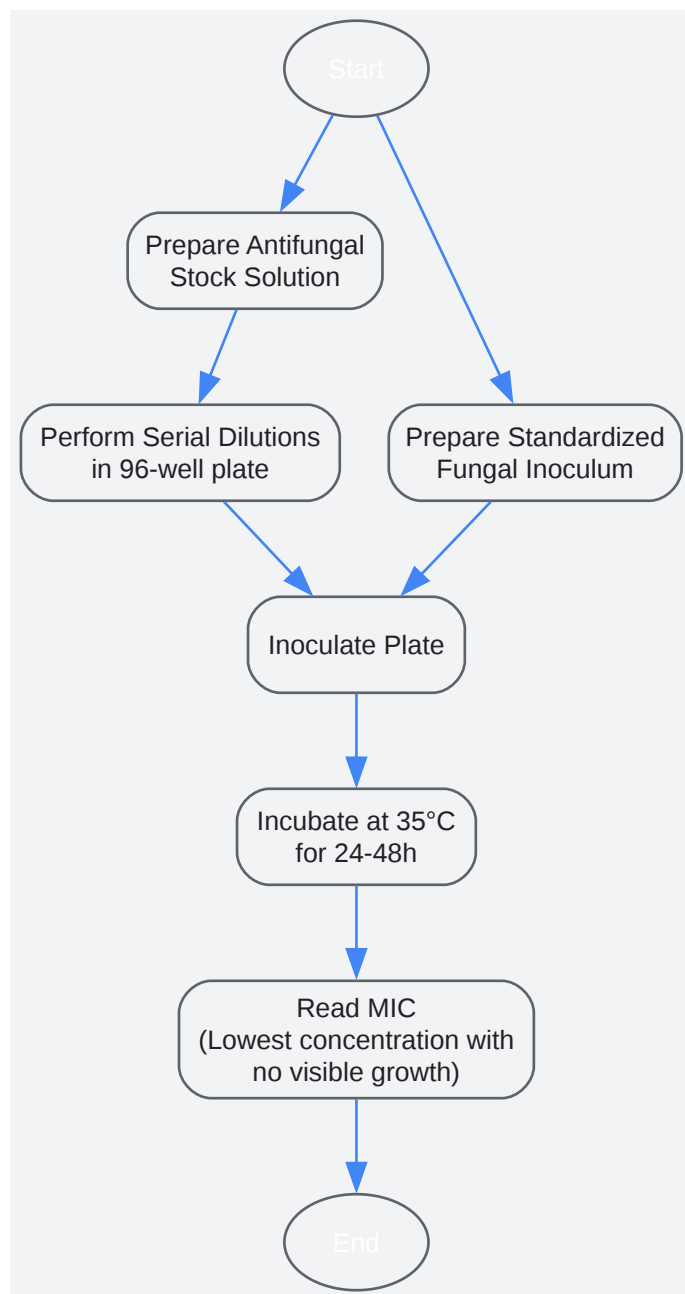 Start
Prepare Antifungal
Stock Solution
Perform Serial Dilutions
in 96-well plate
Prepare Standardized
Fungal Inoculum
Inoculate Plate
Incubate at 35°C
for 24-48h
Read MIC
(Lowest concentration with
no visible growth)
End